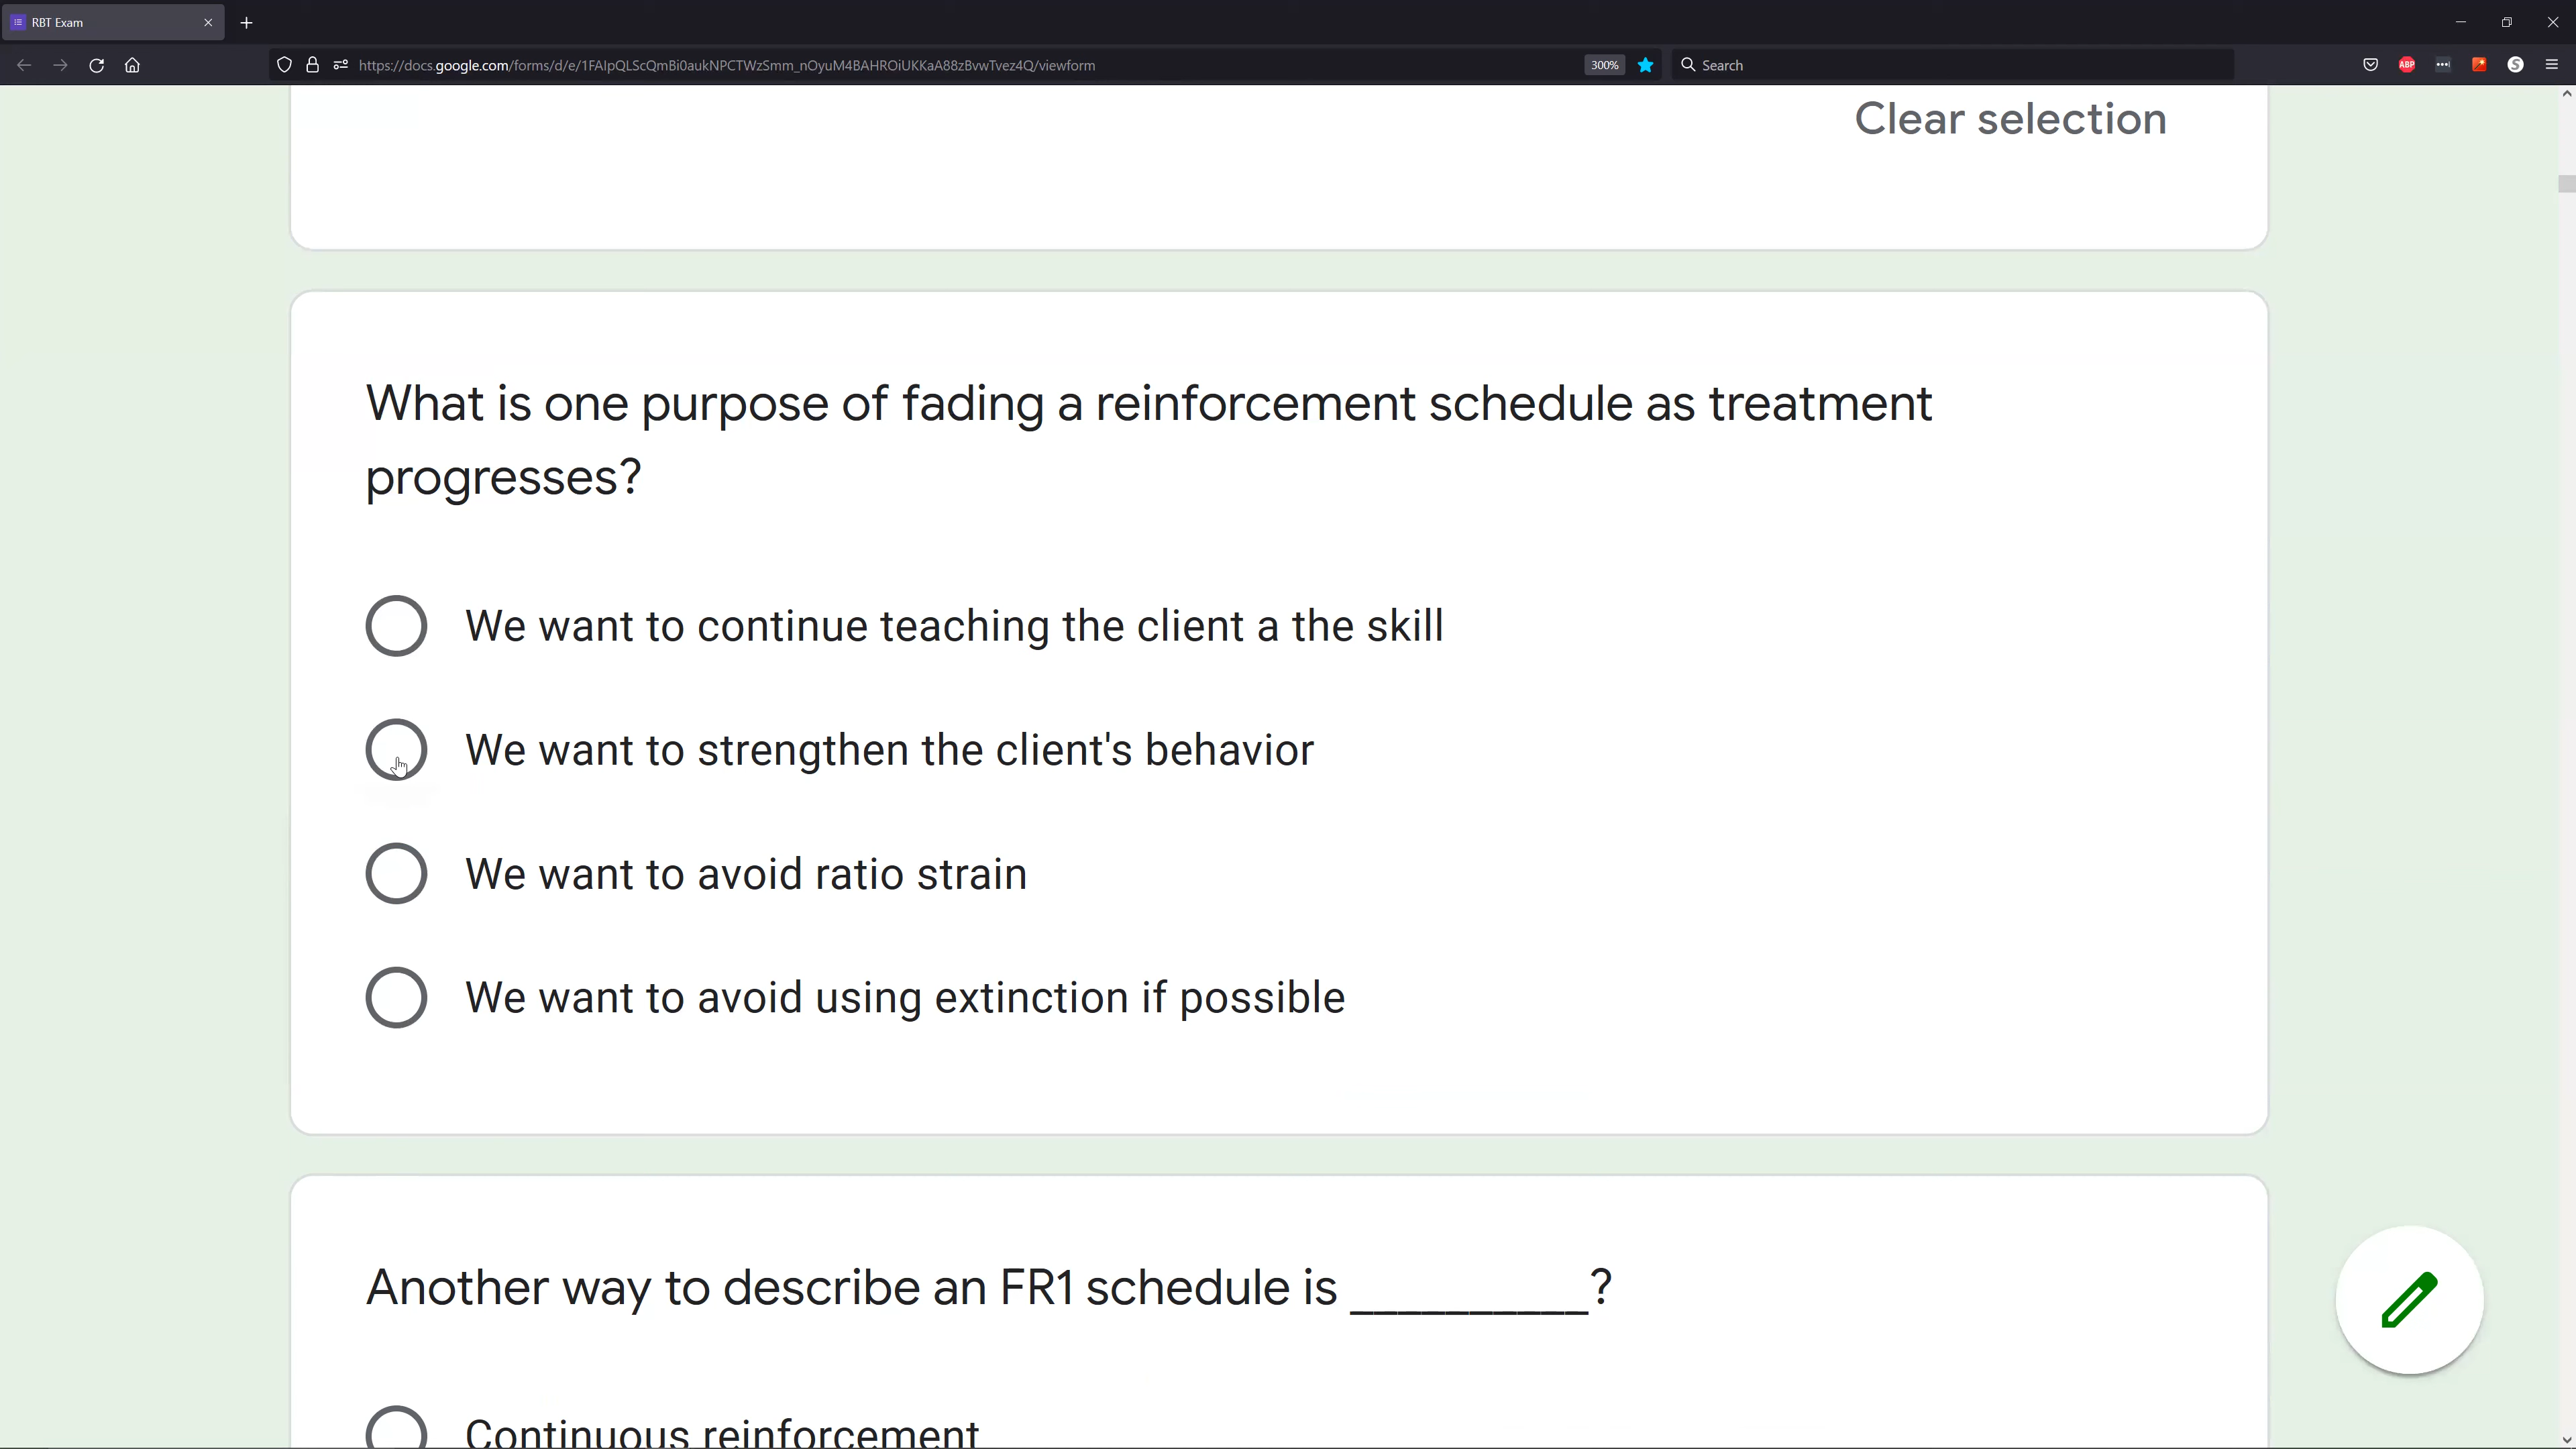 RBT Exam
https://docs.google.com/forms/d/e/1FAIpQLScQmBi0aukNPCTWzSmm_nOyuM4BAHROiUKKaA88zBvwTvez4Q/viewform
300%
Search
ABP
Clear selection
What is one purpose of fading a reinforcement schedule as treatment
progresses?
We want to continue teaching the client a the skill
We want to strengthen the client's behavior
We want to avoid ratio strain
We want to avoid using extinction if possible
Another way to describe an FR1 schedule is __________?
Continuous reinforcement